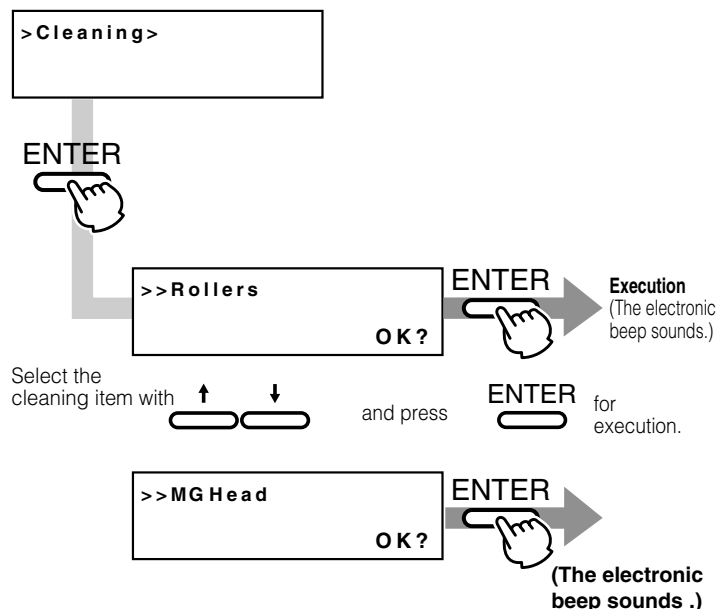 >Cleaning>
ENTER
>>Rollers
OK?
ENTER
Execution
(The electronic
beep sounds.)
Select the
cleaning item with ↑ ↓ and press ENTER for
execution.
>>MG Head
OK?
ENTER
(The electronic
beep sounds .)